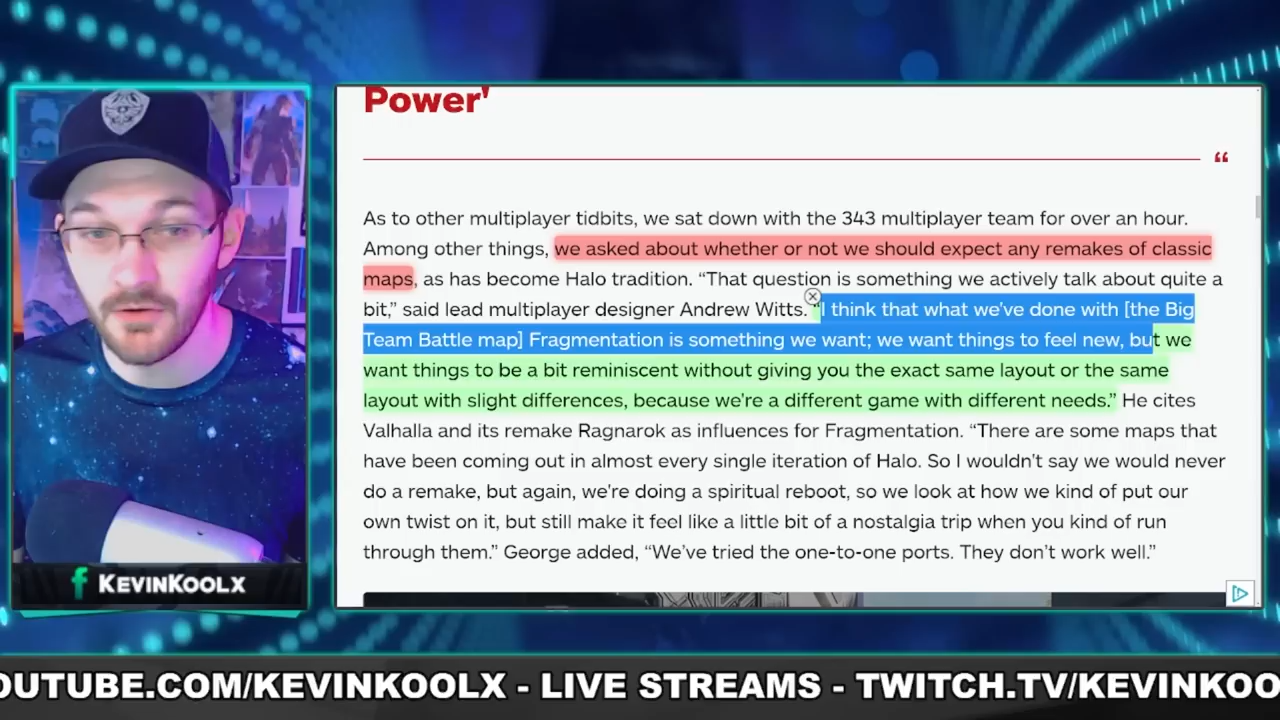 Power'
“
As to other multiplayer tidbits, we sat down with the 343 multiplayer team for over an hour.
Among other things, we asked about whether or not we should expect any remakes of classic
maps, as has become Halo tradition. “That question is something we actively talk about quite a
bit,” said lead multiplayer designer Andrew Witts. “I think that what we've done with [the Big
Team Battle map] Fragmentation is something we want; we want things to feel new, but we
want things to be a bit reminiscent without giving you the exact same layout or the same
layout with slight differences, because we're a different game with different needs.” He cites
Valhalla and its remake Ragnarok as influences for Fragmentation. “There are some maps that
have been coming out in almost every single iteration of Halo. So I wouldn't say we would never
do a remake, but again, we're doing a spiritual reboot, so we look at how we kind of put our
own twist on it, but still make it feel like a little bit of a nostalgia trip when you kind of run
through them.” George added, “We've tried the one-to-one ports. They don't work well.”
f KEVINKOOLX
OUTUBE.COM/KEVINKOOLX - LIVE STREAMS - TWITCH.TV/KEVINKOO